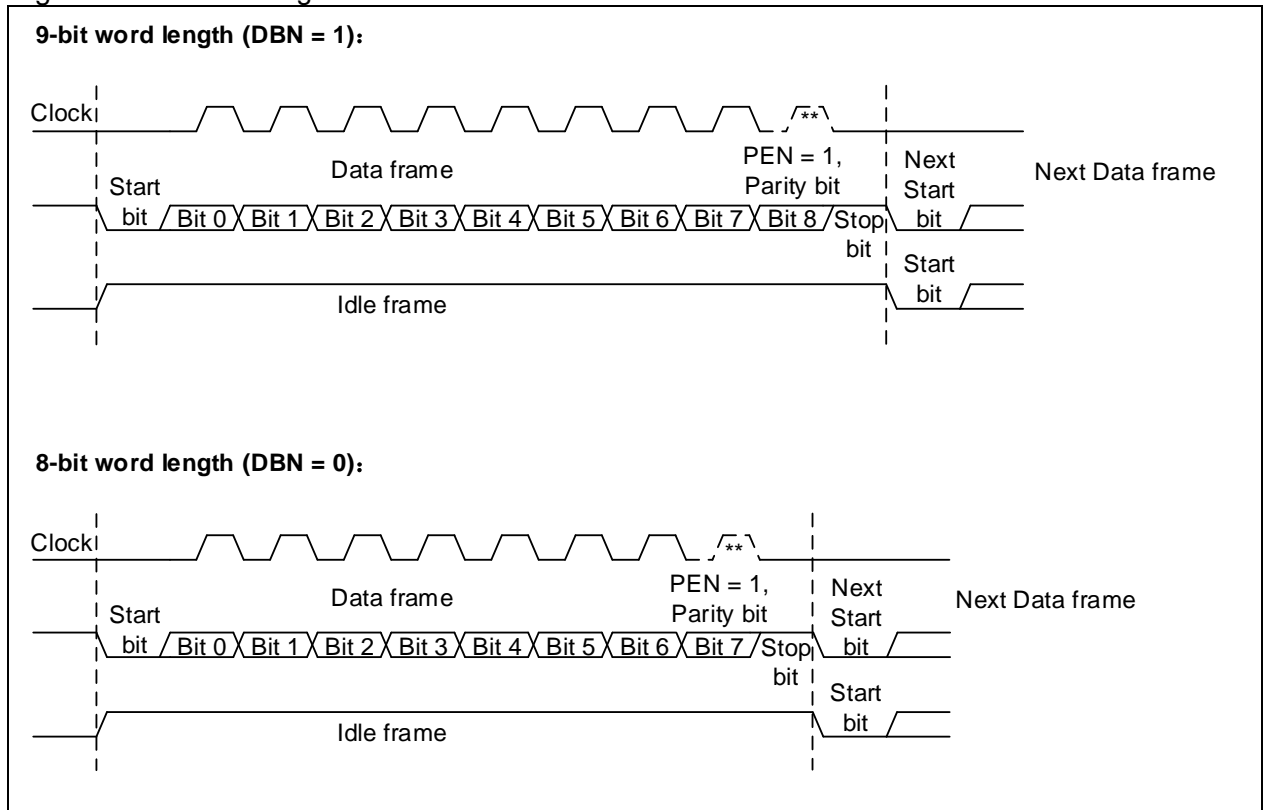 9-bit word length (DBN = 1)：
Clock
**
Data frame
PEN = 1,
Parity bit
Next
Start
bit
Next Data frame
Start
bit
Bit 0 Bit 1 Bit 2 Bit 3 Bit 4 Bit 5 Bit 6 Bit 7 Bit 8
Stop
bit
Idle frame
Start
bit
8-bit word length (DBN = 0)：
Clock
**
Data frame
PEN = 1,
Parity bit
Next
Start
bit
Next Data frame
Start
bit
Bit 0 Bit 1 Bit 2 Bit 3 Bit 4 Bit 5 Bit 6 Bit 7
Stop
bit
Idle frame
Start
bit